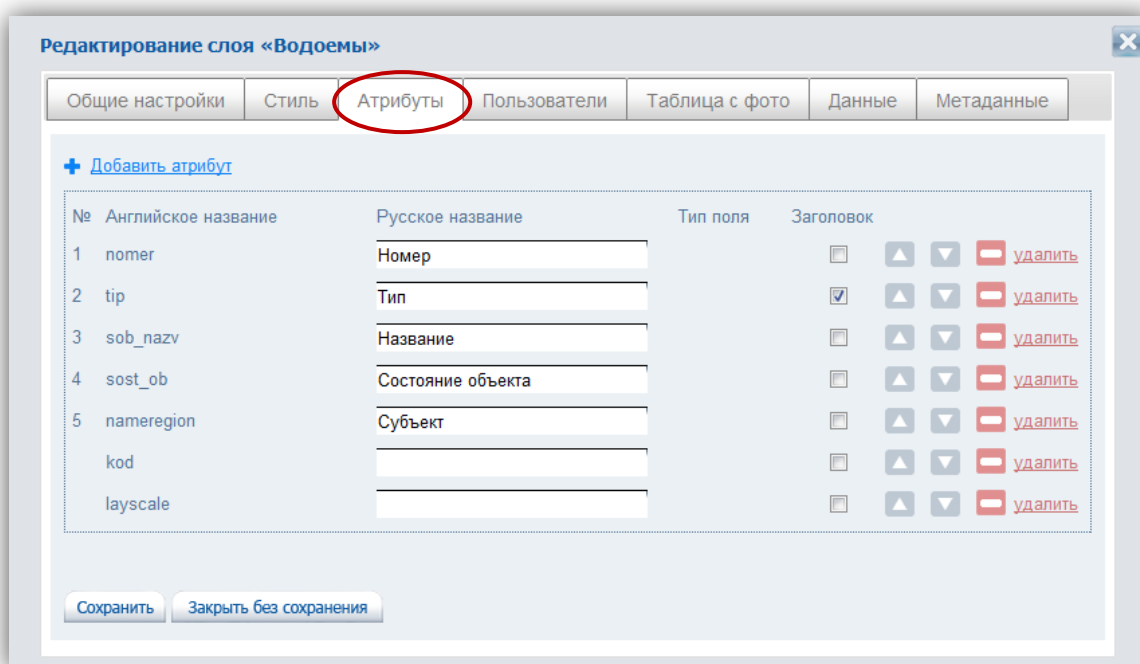 Редактирование слоя «Водоемы»
Общие настройки Стиль Атрибуты Пользователи Таблица с фото Данные Метаданные
Добавить атрибут
№ Английское название Русское название Тип поля Заголовок
1 nomer Номер удалить
2 tip Тип удалить
3 sob_nazv Название удалить
4 sost_ob Состояние объекта удалить
5 nameregion Субъект удалить
kod удалить
layscale удалить
Сохранить Закрыть без сохранения